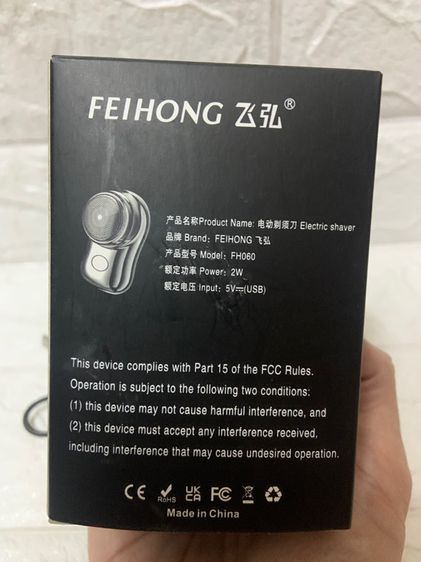 FEIHONG 飞弘®
产品名称Product Name: 电动剃须刀 Electric shaver
品牌 Brand: FEIHONG 飞弘
产品型号 Model: FH060
额定功率 Power: 2W
额定电压 Input: 5V⎓(USB)
This device complies with Part 15 of the FCC Rules.
Operation is subject to the following two conditions:
(1) this device may not cause harmful interference, and
(2) this device must accept any interference received,
including interference that may cause undesired operation.
CE RoHS UKCA FC
Made in China